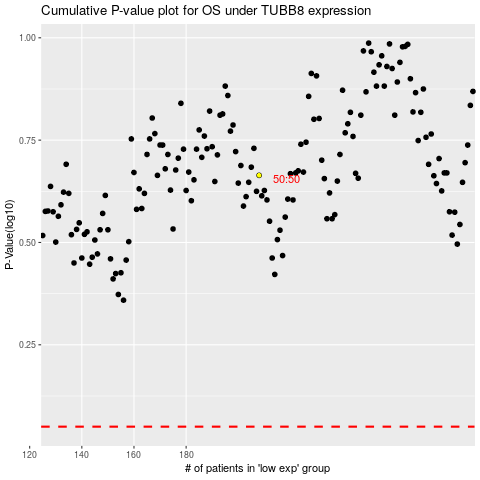 Cumulative P-value plot for OS under TUBB8 expression
1.00
0.75
0.50
0.25
50:50
P-Value(log10)
120 140 160 180
# of patients in 'low exp' group